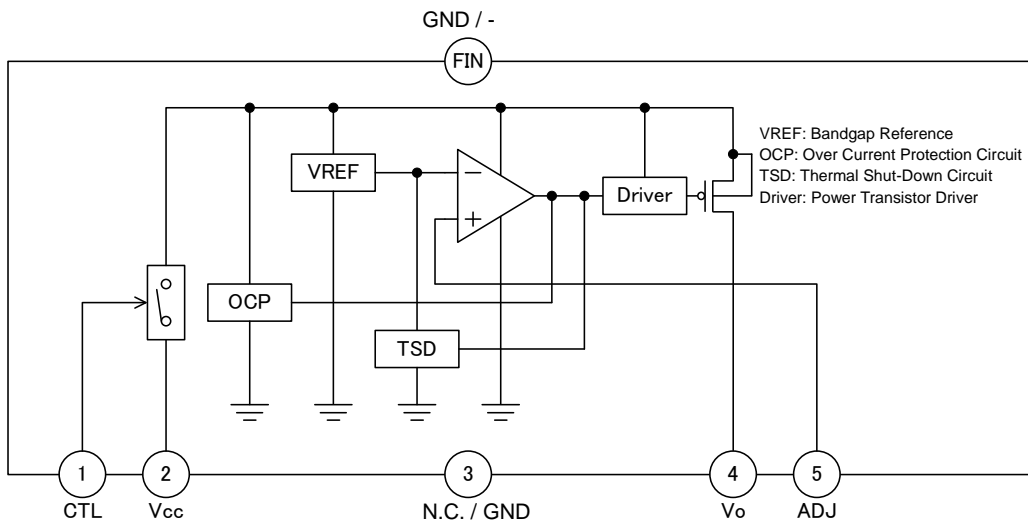 GND / -
FIN
VREF: Bandgap Reference
OCP: Over Current Protection Circuit
TSD: Thermal Shut-Down Circuit
Driver: Power Transistor Driver
VREF
−
+
Driver
OCP
TSD
1
2
3
4
5
CTL
Vcc
N.C. / GND
Vo
ADJ